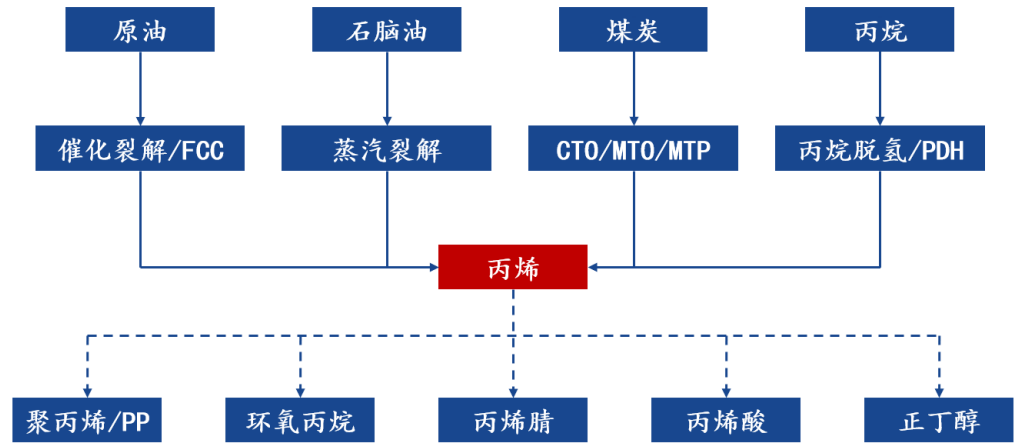 原油
石脑油
煤炭
丙烷
催化裂解/FCC
蒸汽裂解
CTO/MTO/MTP
丙烷脱氢/PDH
丙烯
聚丙烯/PP
环氧丙烷
丙烯腈
丙烯酸
正丁醇